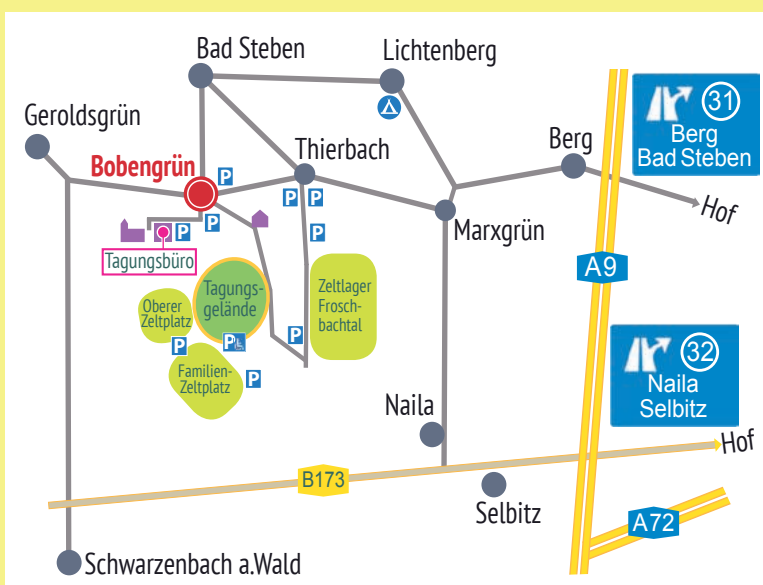 Bad Steben
Lichtenberg
31
Berg
Bad Steben
Geroldsgrün
Berg
Bobengrün
P
Thierbach
P P
Hof
P
Marxgrün
P
P
Tagungsbüro
A9
Tagungs-
gelände
Zeltlager
Frosch-
bachtal
Oberer
Zeltplatz
P
P
P
32
Naila
Selbitz
Familien-
Zeltplatz
P
Naila
Hof
B173
Selbitz
A72
Schwarzenbach a.Wald